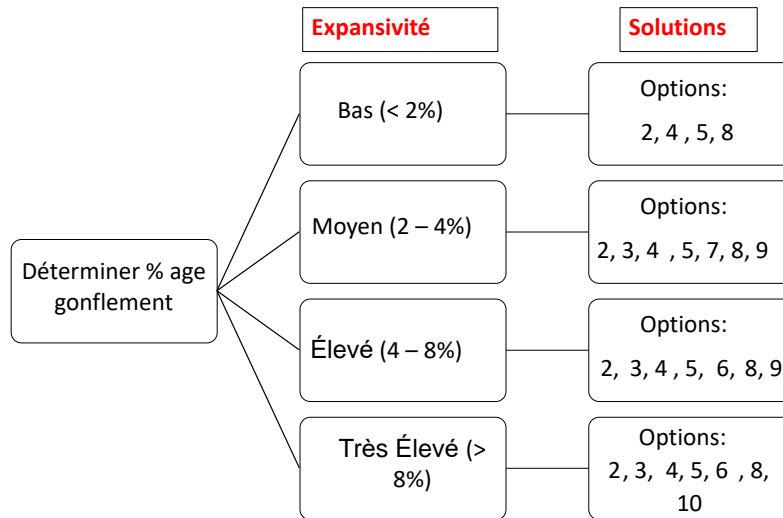 Expansivité
Solutions
Déterminer % age
gonflement
Bas (< 2%)
Options:
2, 4 , 5, 8
Moyen (2 – 4%)
Options:
2, 3, 4 , 5, 7, 8, 9
Élevé (4 – 8%)
Options:
2, 3, 4 , 5, 6, 8, 9
Très Élevé (>
8%)
Options:
2, 3, 4, 5, 6 , 8,
10